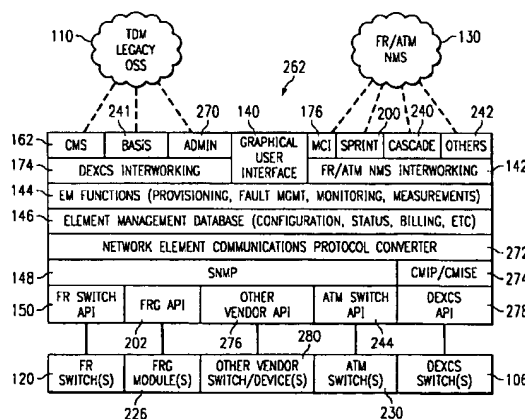 110
TDM
LEGACY
OSS
FR/ATM
NMS
130
262
241
270
140
176
200
240
242
162
CMS
BASiS
ADMIN
GRAPHICAL
USER
INTERFACE
MCI
SPRINT
CASCADE
OTHERS
174
DEXCS INTERWORKING
FR/ATM NMS INTERWORKING
142
144
EM FUNCTIONS (PROVISIONING, FAULT MGMT, MONITORING, MEASUREMENTS)
146
ELEMENT MANAGEMENT DATABASE (CONFIGURATION, STATUS, BILLING, ETC)
NETWORK ELEMENT COMMUNICATIONS PROTOCOL CONVERTER
272
148
SNMP
CMIP/CMISE
274
150
FR SWITCH
API
FRG API
OTHER
VENDOR API
ATM SWITCH
API
DEXCS
API
278
202
276
280
244
120
FR
SWITCH(S)
FRG
MODULE(S)
OTHER VENDOR
SWITCH/DEVICE(S)
ATM
SWITCH(S)
DEXCS
SWITCH(S)
106
226
230